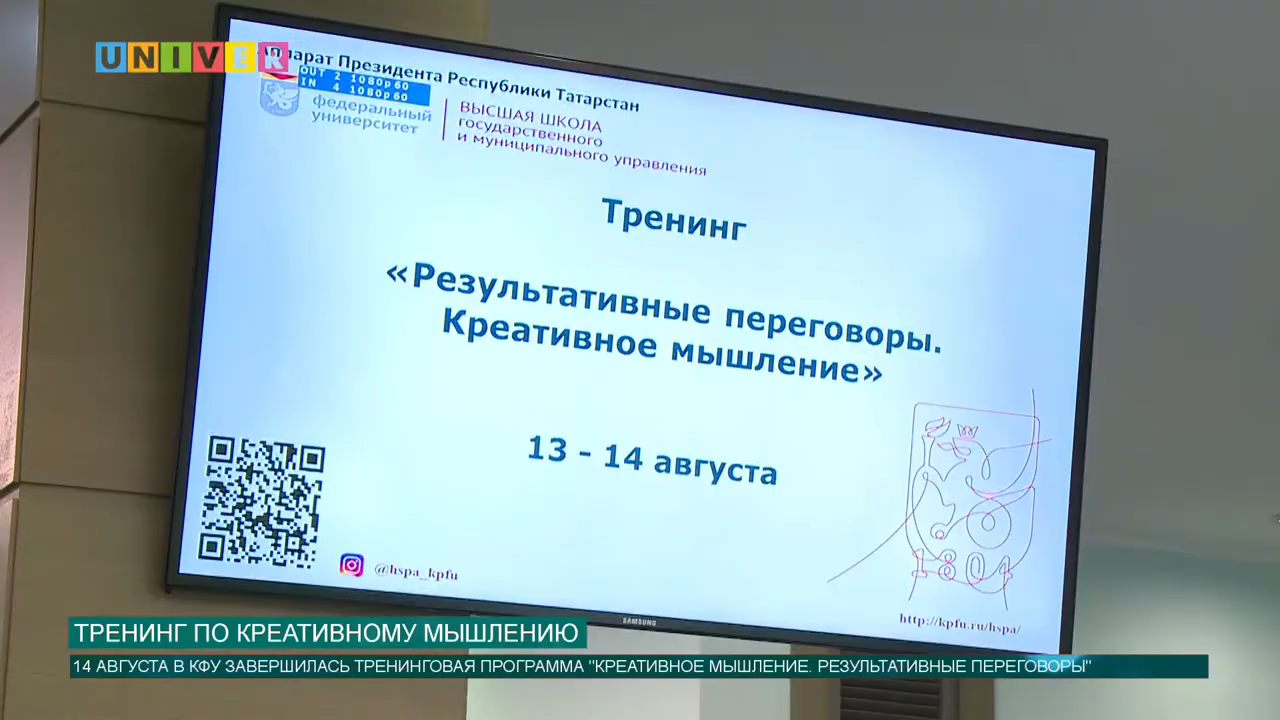 UNIVER
Аппарат Президента Республики Татарстан
OUT 2 1080p60
IN 4 1080p60
федеральный
университет
ВЫСШАЯ ШКОЛА
государственного
и муниципального управления
Тренинг
«Результативные переговоры.
Креативное мышление»
13 - 14 августа
1804
@hspa_kpfu
http://kpfu.ru/hspa/
SAMSUNG
ТРЕНИНГ ПО КРЕАТИВНОМУ МЫШЛЕНИЮ
14 АВГУСТА В КФУ ЗАВЕРШИЛАСЬ ТРЕНИНГОВАЯ ПРОГРАММА "КРЕАТИВНОЕ МЫШЛЕНИЕ. РЕЗУЛЬТАТИВНЫЕ ПЕРЕГОВОРЫ"